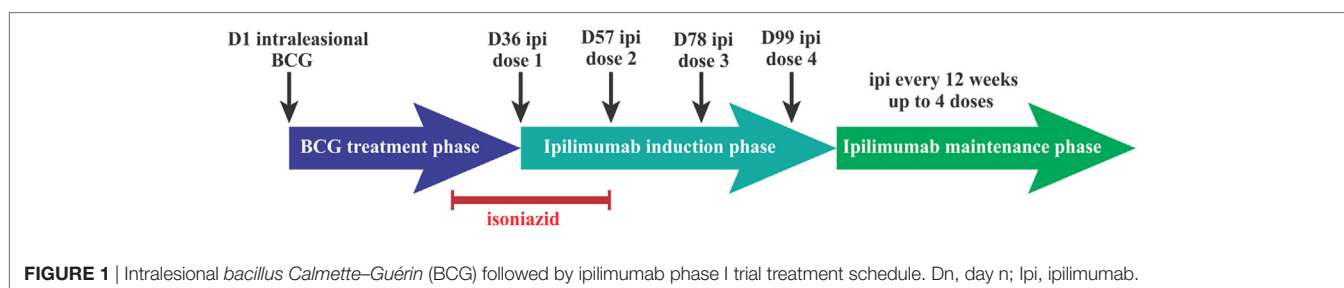 D1 intraleasional
BCG
D36 ipi
dose 1
D57 ipi
dose 2
D78 ipi
dose 3
D99 ipi
dose 4
ipi every 12 weeks
up to 4 doses
BCG treatment phase
Ipilimumab induction phase
Ipilimumab maintenance phase
isoniazid
FIGURE 1 | Intralesional bacillus Calmette–Guérin (BCG) followed by ipilimumab phase I trial treatment schedule. Dn, day n; Ipi, ipilimumab.